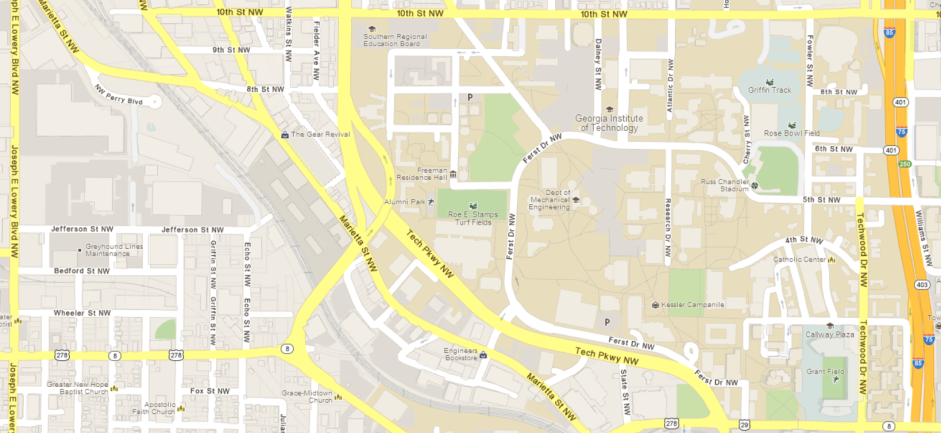 10th St NW
10th St NW
Marietta St NW
Joseph E Lowery Blvd NW
Watkins St NW
Fielder Ave NW
Southern Regional
Education Board
9th St NW
8th St NW
NW Perry Blvd
P
Dalney St NW
Atlantic Dr NW
Fowler St NW
Griffin Track
8th St NW
85
401
75
Georgia Institute
of Technology
Rose Bowl Field
The Gear Revival
Ferst Dr NW
Cherry St NW
6th St NW
401
250
Joseph E Lowery Blvd NW
Freeman
Residence Hall
Dept of
Mechanical
Engineering
Russ Chandler
Stadium
Alumni Park
Roe E. Stamps
Turf Fields
Research Dr NW
5th St NW
Jefferson St NW
Jefferson St NW
Marietta St NW
Tech Pkwy NW
Ferst Dr NW
Techwood Dr NW
Williams St NW
Greyhound Lines
Maintenance
Griffin St NW
Echo St NW
4th St NW
Catholic Center
Bedford St NW
403
Griffin St NW
Echo St NW
Kessler Campanile
Wheeler St NW
P
Callway Plaza
Techwood Dr NW
75
278
8
278
8
Engineers
Bookstore
Ferst Dr NW
Tech Pkwy NW
85
Greater New Hope
Baptist Church
Fox St NW
Grace-Midtown
Church
Marietta St NW
State St NW
Ferst Dr NW
Grant Field
Apostolic
Faith Church
278
29
8